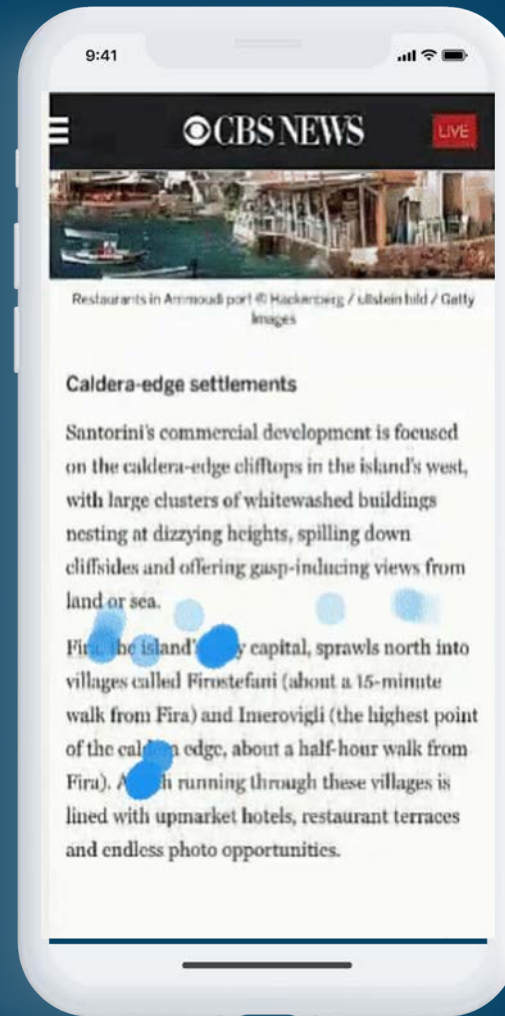 9:41
CBS NEWS
LIVE
Restaurants in Ammoudi port © Hackenberg / ullstein bild / Getty
Images
Caldera-edge settlements
Santorini's commercial development is focused
on the caldera-edge clifftops in the island's west,
with large clusters of whitewashed buildings
nesting at dizzying heights, spilling down
cliffsides and offering gasp-inducing views from
land or sea.
Fira, the island's capital, sprawls north into
villages called Firostefani (about a 15-minute
walk from Fira) and Imerovigli (the highest point
of the caldera edge, about a half-hour walk from
Fira). running through these villages is
lined with upmarket hotels, restaurant terraces
and endless photo opportunities.